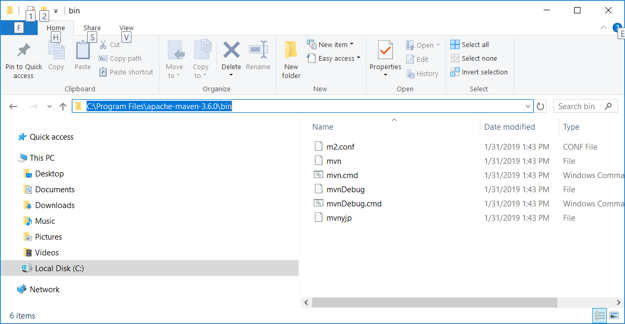 bin
1
2
F
Home
Share
View
H
S
V
E
Pin to Quick access
Copy
Paste
Cut
Copy path
Paste shortcut
Clipboard
Move to
Copy to
Delete
Rename
Organize
New folder
New item
Easy access
New
Properties
Open
Edit
History
Open
Select all
Select none
Invert selection
Select
C:\Program Files\apache-maven-3.6.0\bin
Search bin
Quick access
This PC
Desktop
Documents
Downloads
Music
Pictures
Videos
Local Disk (C:)
Network
Name Date modified Type
m2.conf 1/31/2019 1:43 PM CONF File
mvn 1/31/2019 1:43 PM File
mvn.cmd 1/31/2019 1:43 PM Windows Comma
mvnDebug 1/31/2019 1:43 PM File
mvnDebug.cmd 1/31/2019 1:43 PM Windows Comma
mvnyjp 1/31/2019 1:43 PM File
6 items